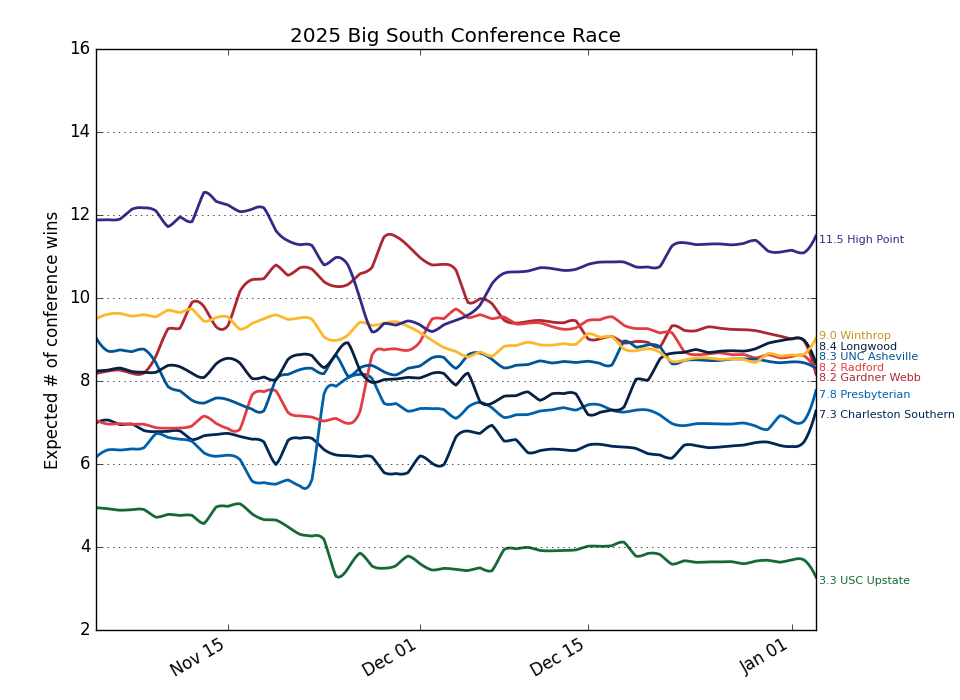 2025 Big South Conference Race
Expected # of conference wins
16
14
12
10
8
6
4
2
11.5 High Point
9.0 Winthrop
8.4 Longwood
8.3 UNC Asheville
8.2 Radford
8.2 Gardner Webb
7.8 Presbyterian
7.3 Charleston Southern
3.3 USC Upstate
Nov 15
Dec 01
Dec 15
Jan 01